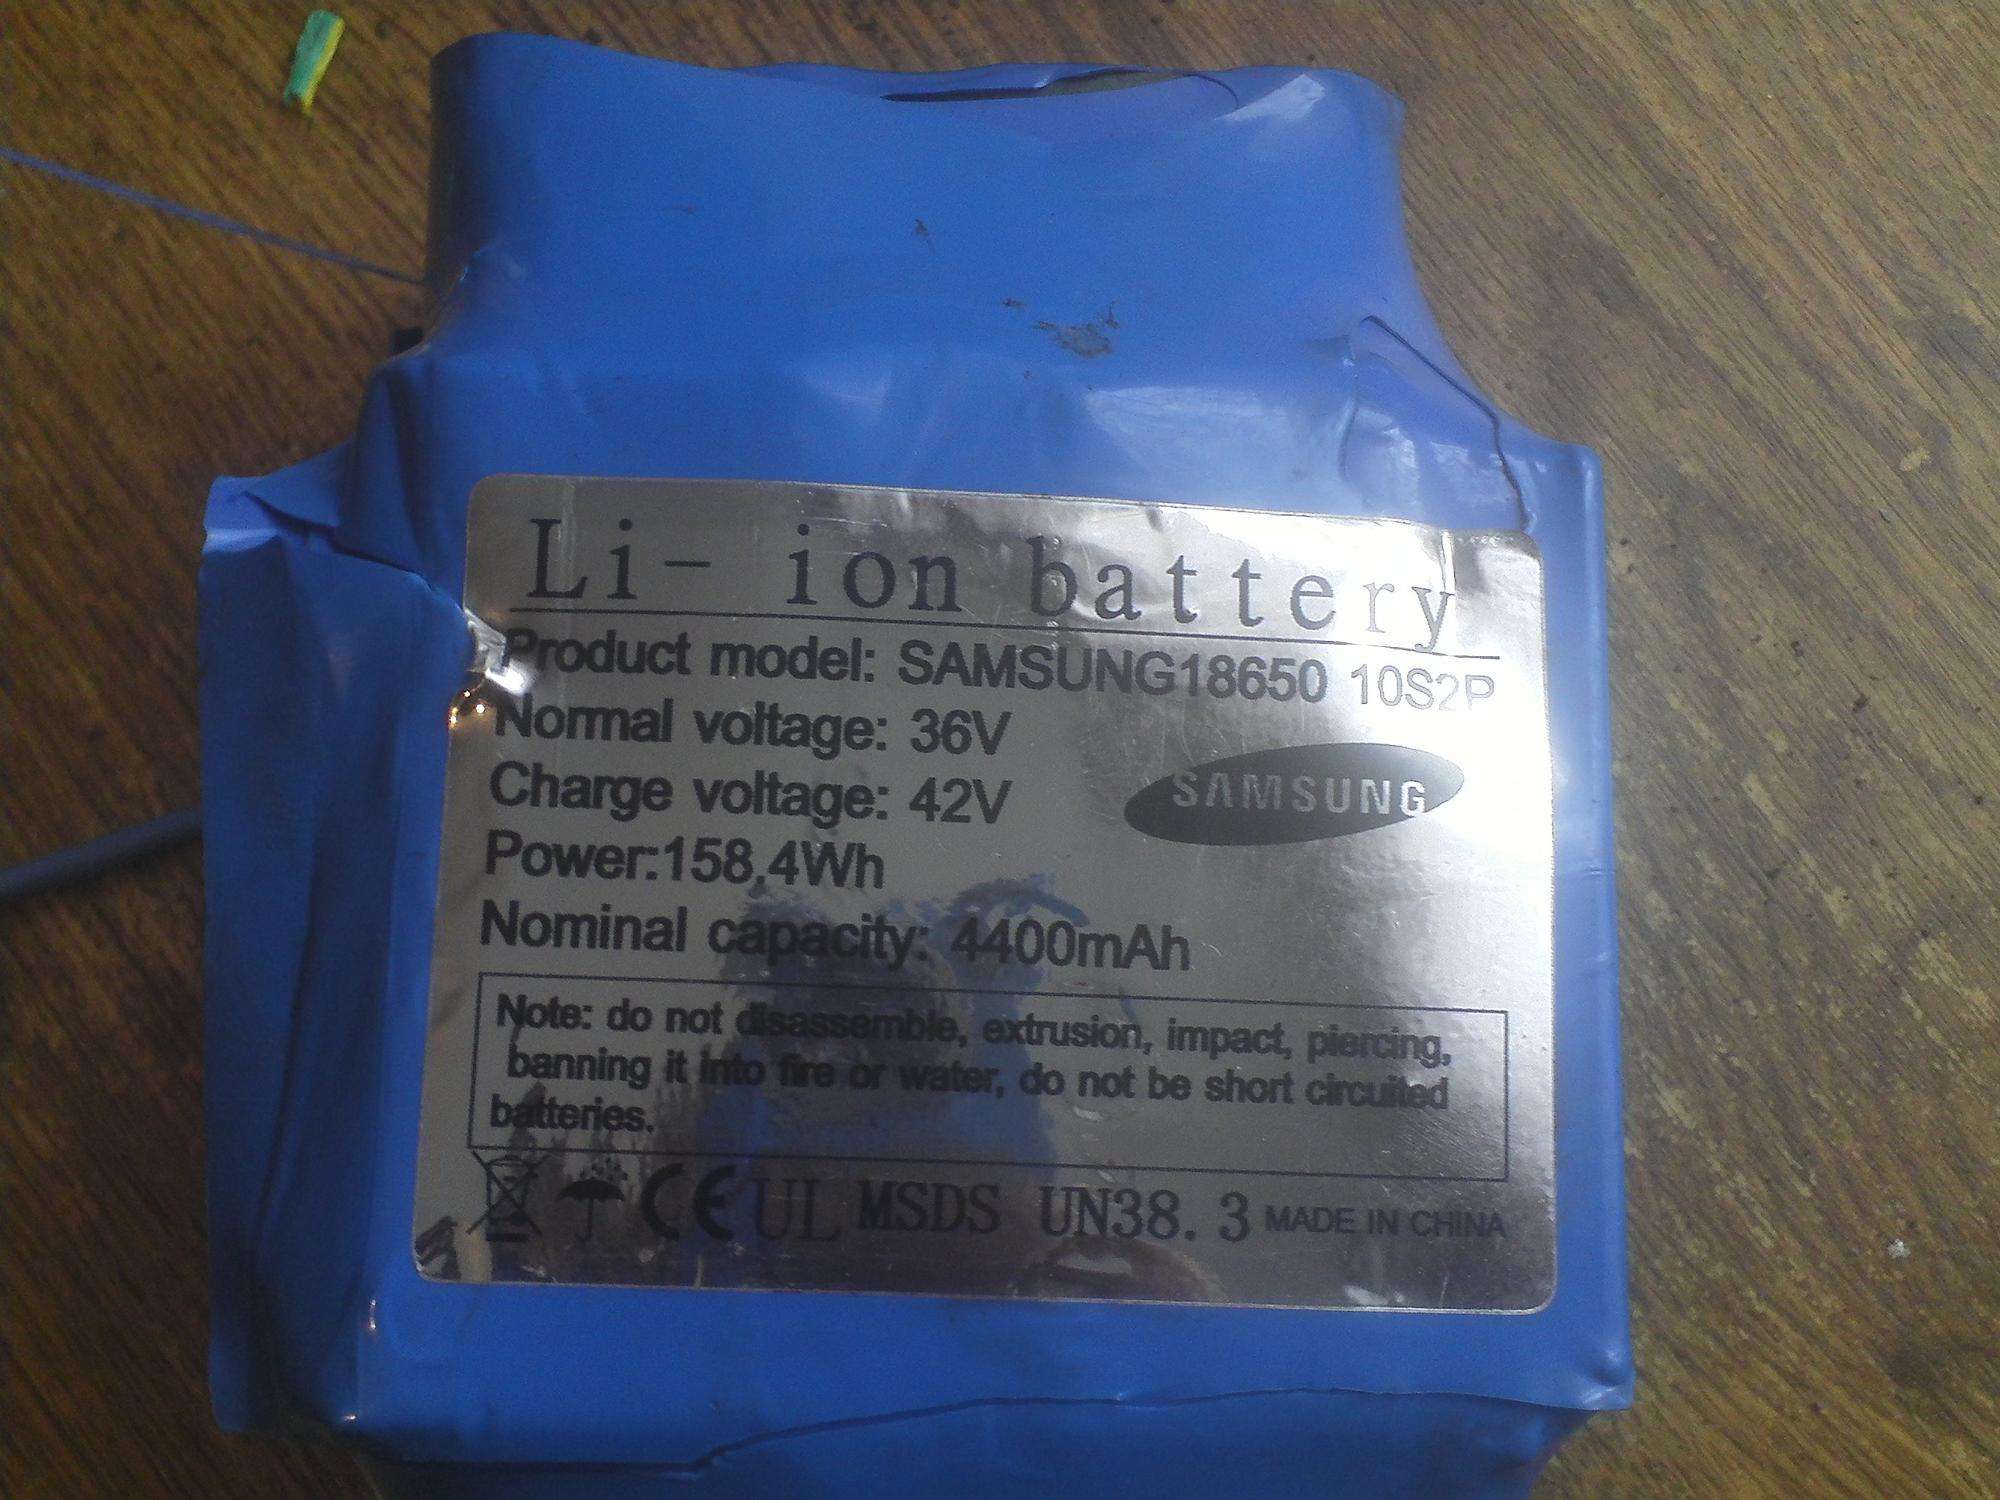 Li- ion battery
Product model: SAMSUNG18650 10S2P
Normal voltage: 36V
Charge voltage: 42V
SAMSUNG
Power:158.4Wh
Nominal capacity: 4400mAh
Note: do not disassemble, extrusion, impact, piercing,
banning it into fire or water, do not be short circuited
batteries.
CE UL MSDS UN38. 3 MADE IN CHINA